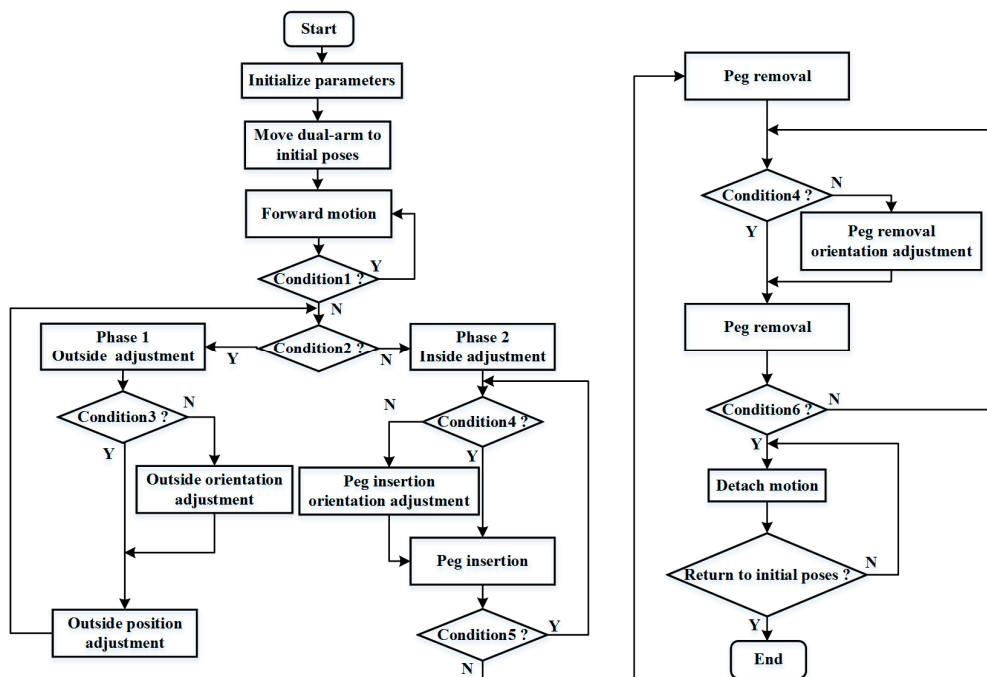 Start
Initialize parameters
Move dual-arm to
initial poses
Forward motion
Condition1 ?
Y
N
Condition2 ?
Y
N
Phase 1
Outside adjustment
Condition3 ?
N
Y
Outside orientation
adjustment
Outside position
adjustment
Phase 2
Inside adjustment
Condition4 ?
N
Y
Peg insertion
orientation adjustment
Peg insertion
Condition5 ?
Y
N
Peg removal
Condition4 ?
N
Y
Peg removal
orientation adjustment
Peg removal
Condition6 ?
N
Y
Detach motion
Return to initial poses ?
N
Y
End